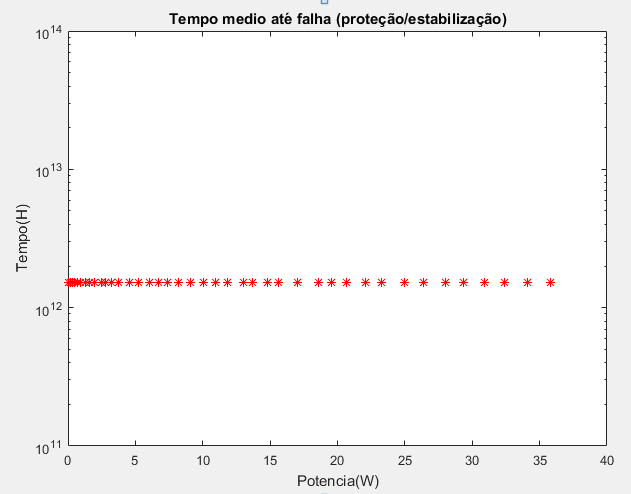 Tempo medio até falha (proteção/estabilização)
10^14
10^13
10^12
10^11
Tempo(H)
0 5 10 15 20 25 30 35 40
Potencia(W)